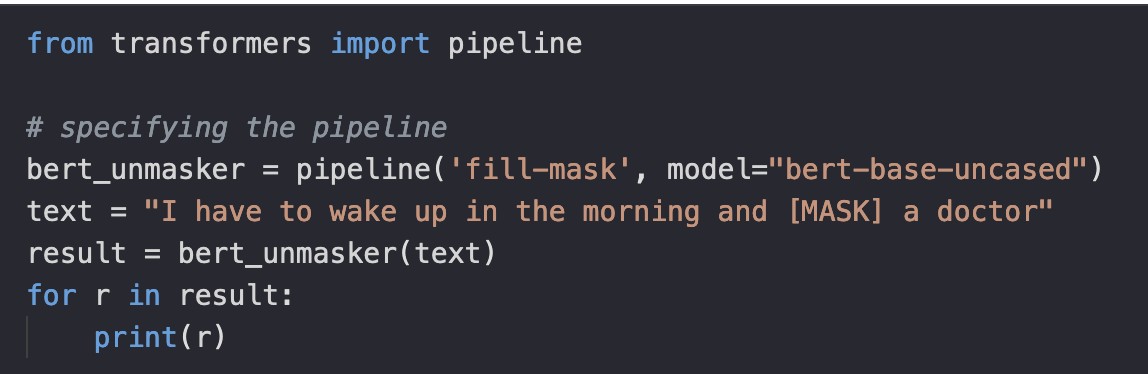 from transformers import pipeline
# specifying the pipeline
bert_unmasker = pipeline('fill-mask', model="bert-base-uncased")
text = "I have to wake up in the morning and [MASK] a doctor"
result = bert_unmasker(text)
for r in result:
    print(r)